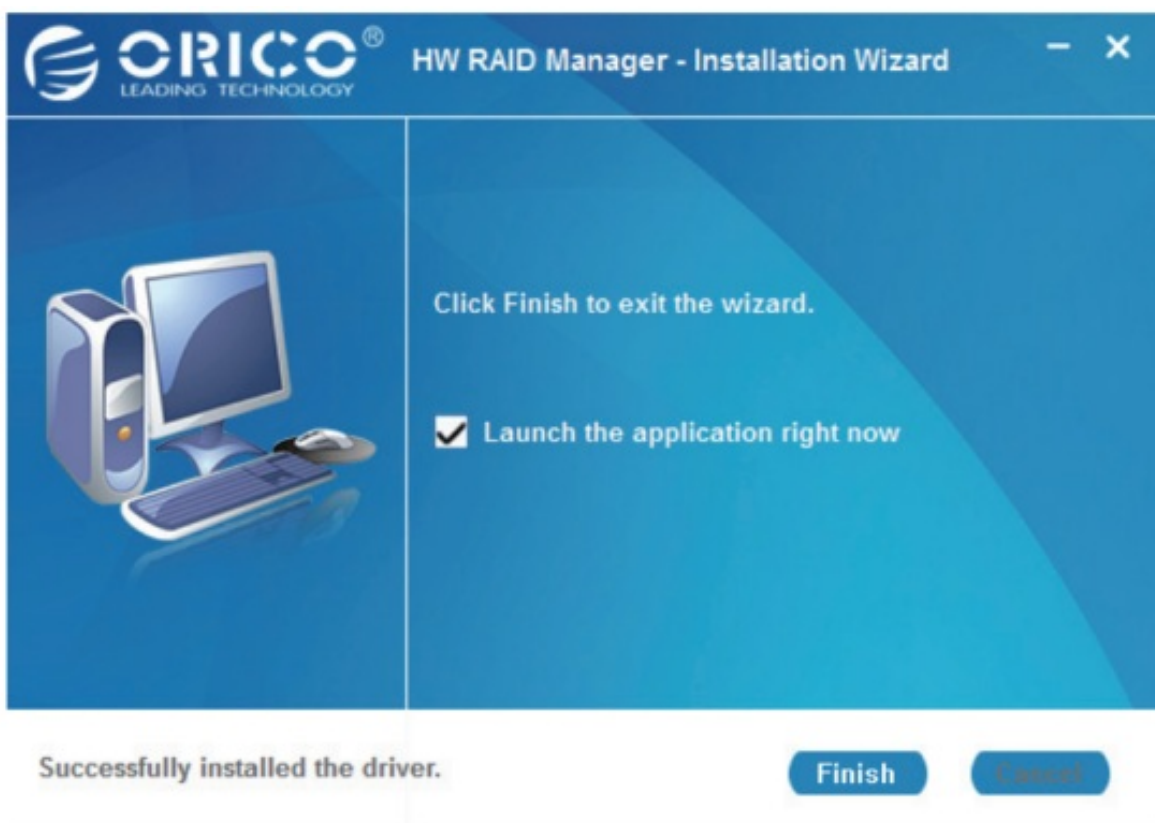 ORICO®
LEADING TECHNOLOGY
HW RAID Manager - Installation Wizard
Click Finish to exit the wizard.
Launch the application right now
Successfully installed the driver.
Finish
Cancel